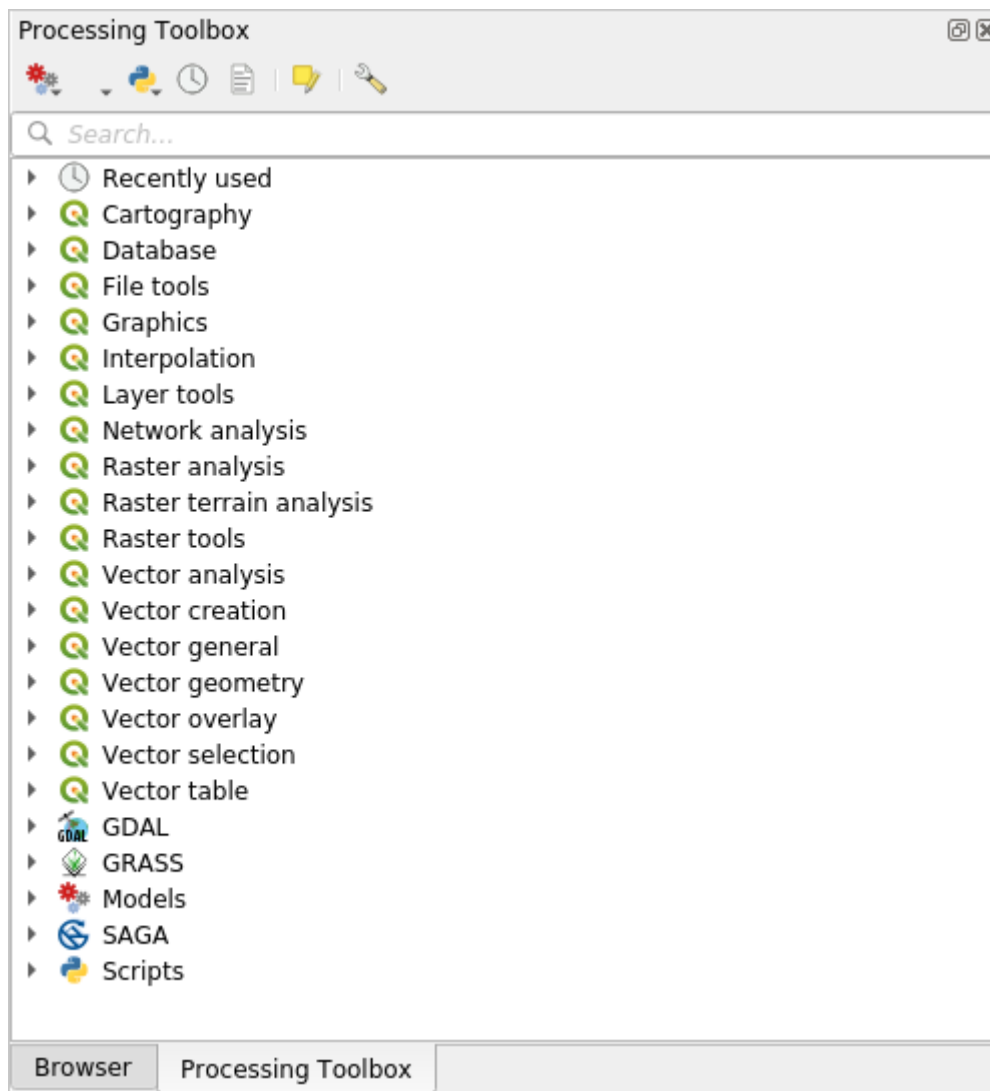 Processing Toolbox
Search...
Recently used
Cartography
Database
File tools
Graphics
Interpolation
Layer tools
Network analysis
Raster analysis
Raster terrain analysis
Raster tools
Vector analysis
Vector creation
Vector general
Vector geometry
Vector overlay
Vector selection
Vector table
GDAL GDAL
GRASS
Models
SAGA
Scripts
Browser Processing Toolbox